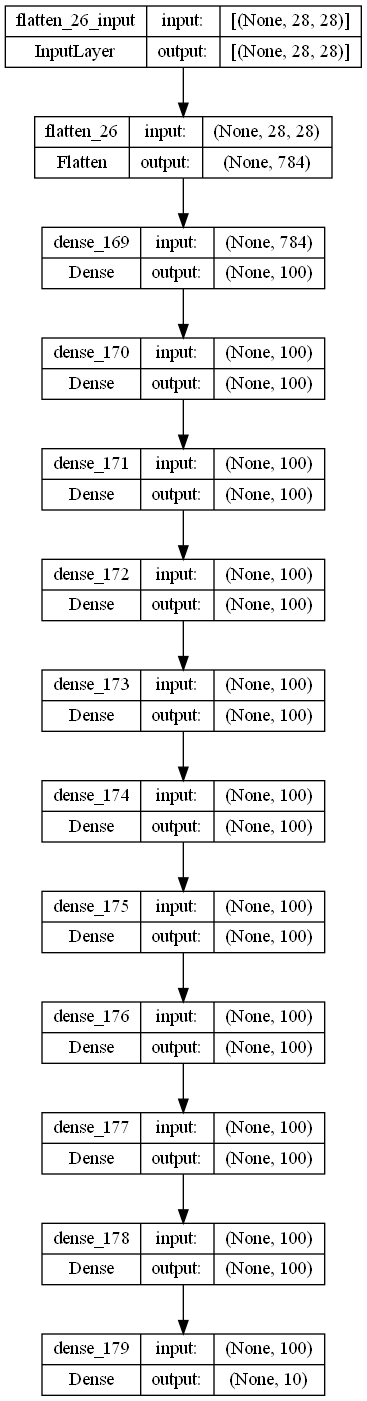 flatten_26_input input: [(None, 28, 28)]
InputLayer output: [(None, 28, 28)]
flatten_26 input: (None, 28, 28)
Flatten output: (None, 784)
dense_169 input: (None, 784)
Dense output: (None, 100)
dense_170 input: (None, 100)
Dense output: (None, 100)
dense_171 input: (None, 100)
Dense output: (None, 100)
dense_172 input: (None, 100)
Dense output: (None, 100)
dense_173 input: (None, 100)
Dense output: (None, 100)
dense_174 input: (None, 100)
Dense output: (None, 100)
dense_175 input: (None, 100)
Dense output: (None, 100)
dense_176 input: (None, 100)
Dense output: (None, 100)
dense_177 input: (None, 100)
Dense output: (None, 100)
dense_178 input: (None, 100)
Dense output: (None, 100)
dense_179 input: (None, 100)
Dense output: (None, 10)